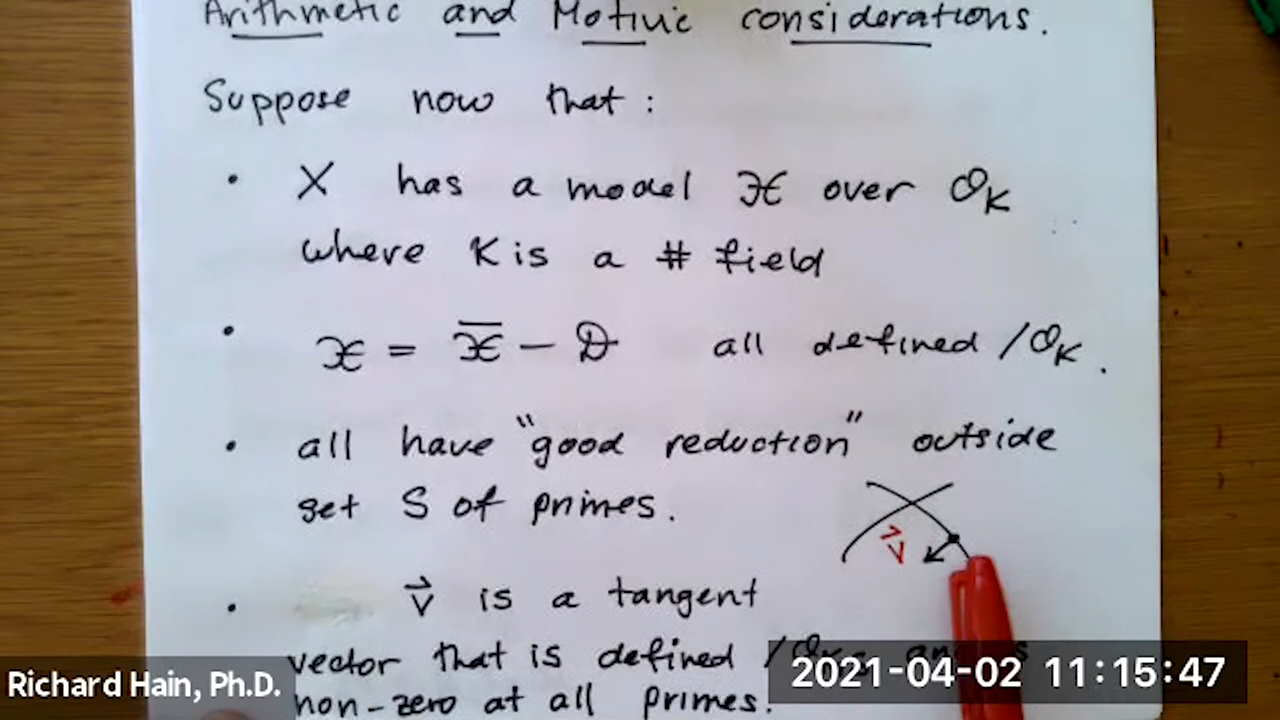 Arithmetic and Motivic considerations.
Suppose now that :
• X has a model 𝒳 over 𝒪_K
where K is a # field
• 𝒳 = 𝒳̅ − 𝒟 all defined /𝒪_K .
• all have "good reduction" outside
set S of primes.
v⃗
• v⃗ is a tangent
vector that is defined
non-zero at all primes.
Richard Hain, Ph.D.
2021-04-02 11:15:47